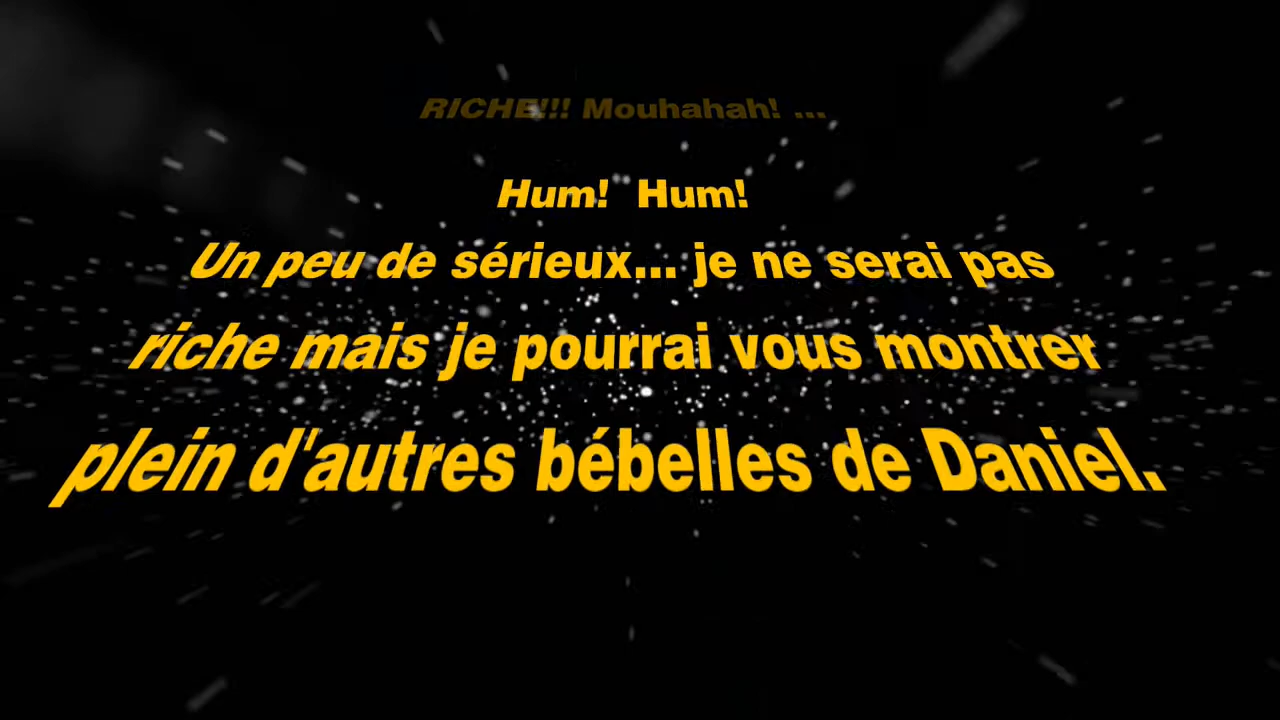 RICHE!!! Mouhahah! ...
Hum! Hum!
Un peu de sérieux... je ne serai pas
riche mais je pourrai vous montrer
plein d'autres bébelles de Daniel.